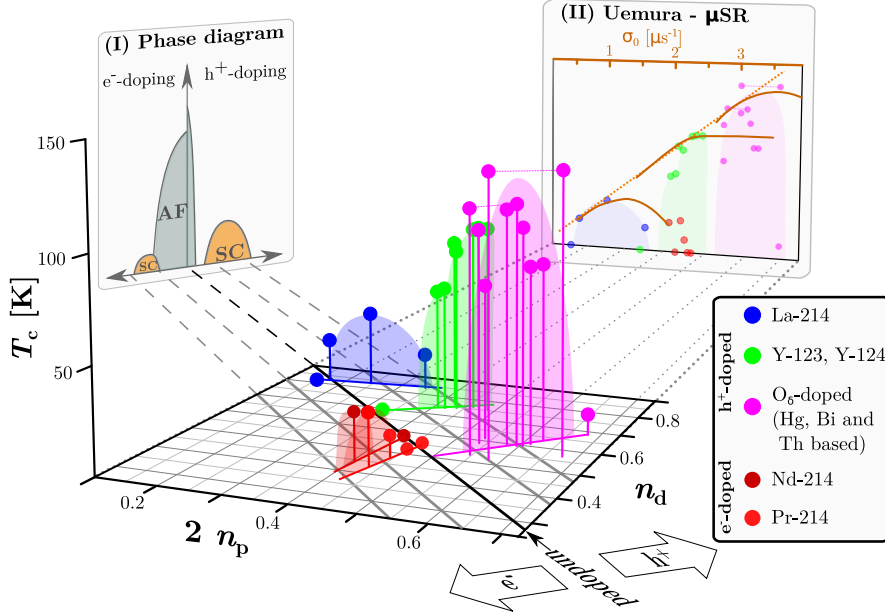 (I) Phase diagram
e⁻-doping
h⁺-doping
AF
SC
SC
(II) Uemura - μSR
σ₀ [μs⁻¹]
1
2
3
150
100
50
T_c [K]
0.2
0.4
0.6
2 n_p
0.4
0.6
0.8
n_d
undoped
e⁻
h⁺
h⁺-doped
La-214
Y-123, Y-124
O_δ-doped
(Hg, Bi and
Th based)
e⁻-doped
Nd-214
Pr-214